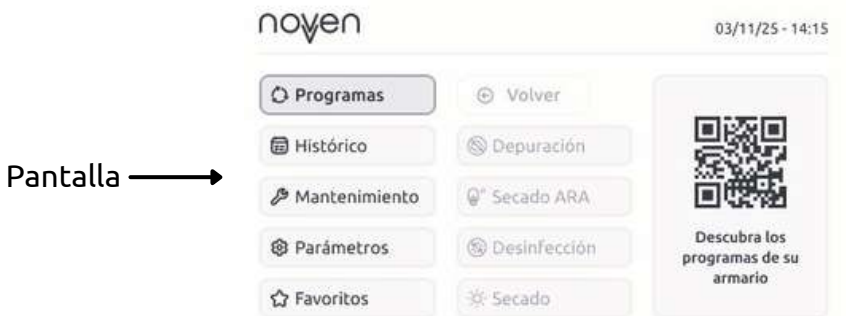 noven
03/11/25 - 14:15
Pantalla
Programas
Histórico
Mantenimiento
Parámetros
Favoritos
Volver
Depuración
Secado ARA
Desinfección
Secado
Descubra los
programas de su
armario